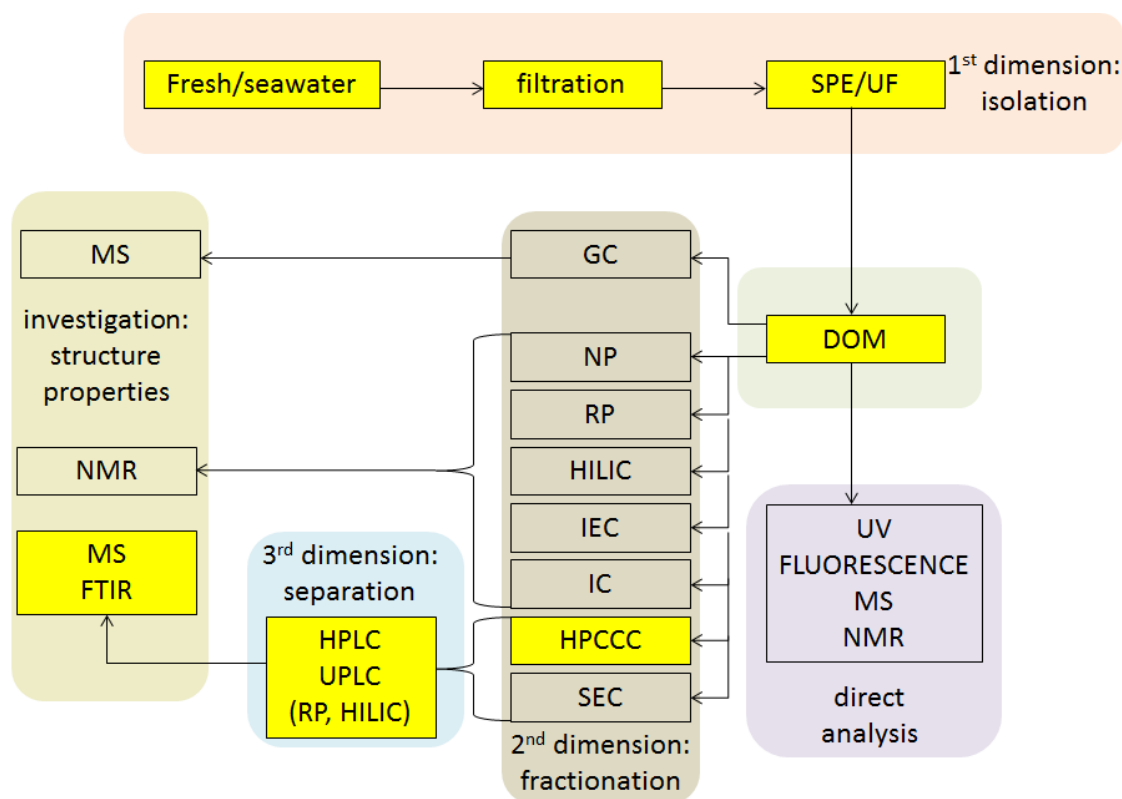 Fresh/seawater
filtration
SPE/UF
1st dimension:
isolation
MS
investigation:
structure
properties
NMR
MS
FTIR
3rd dimension:
separation
HPLC
UPLC
(RP, HILIC)
GC
NP
RP
HILIC
IEC
IC
HPCCC
SEC
2nd dimension:
fractionation
DOM
UV
FLUORESCENCE
MS
NMR
direct
analysis